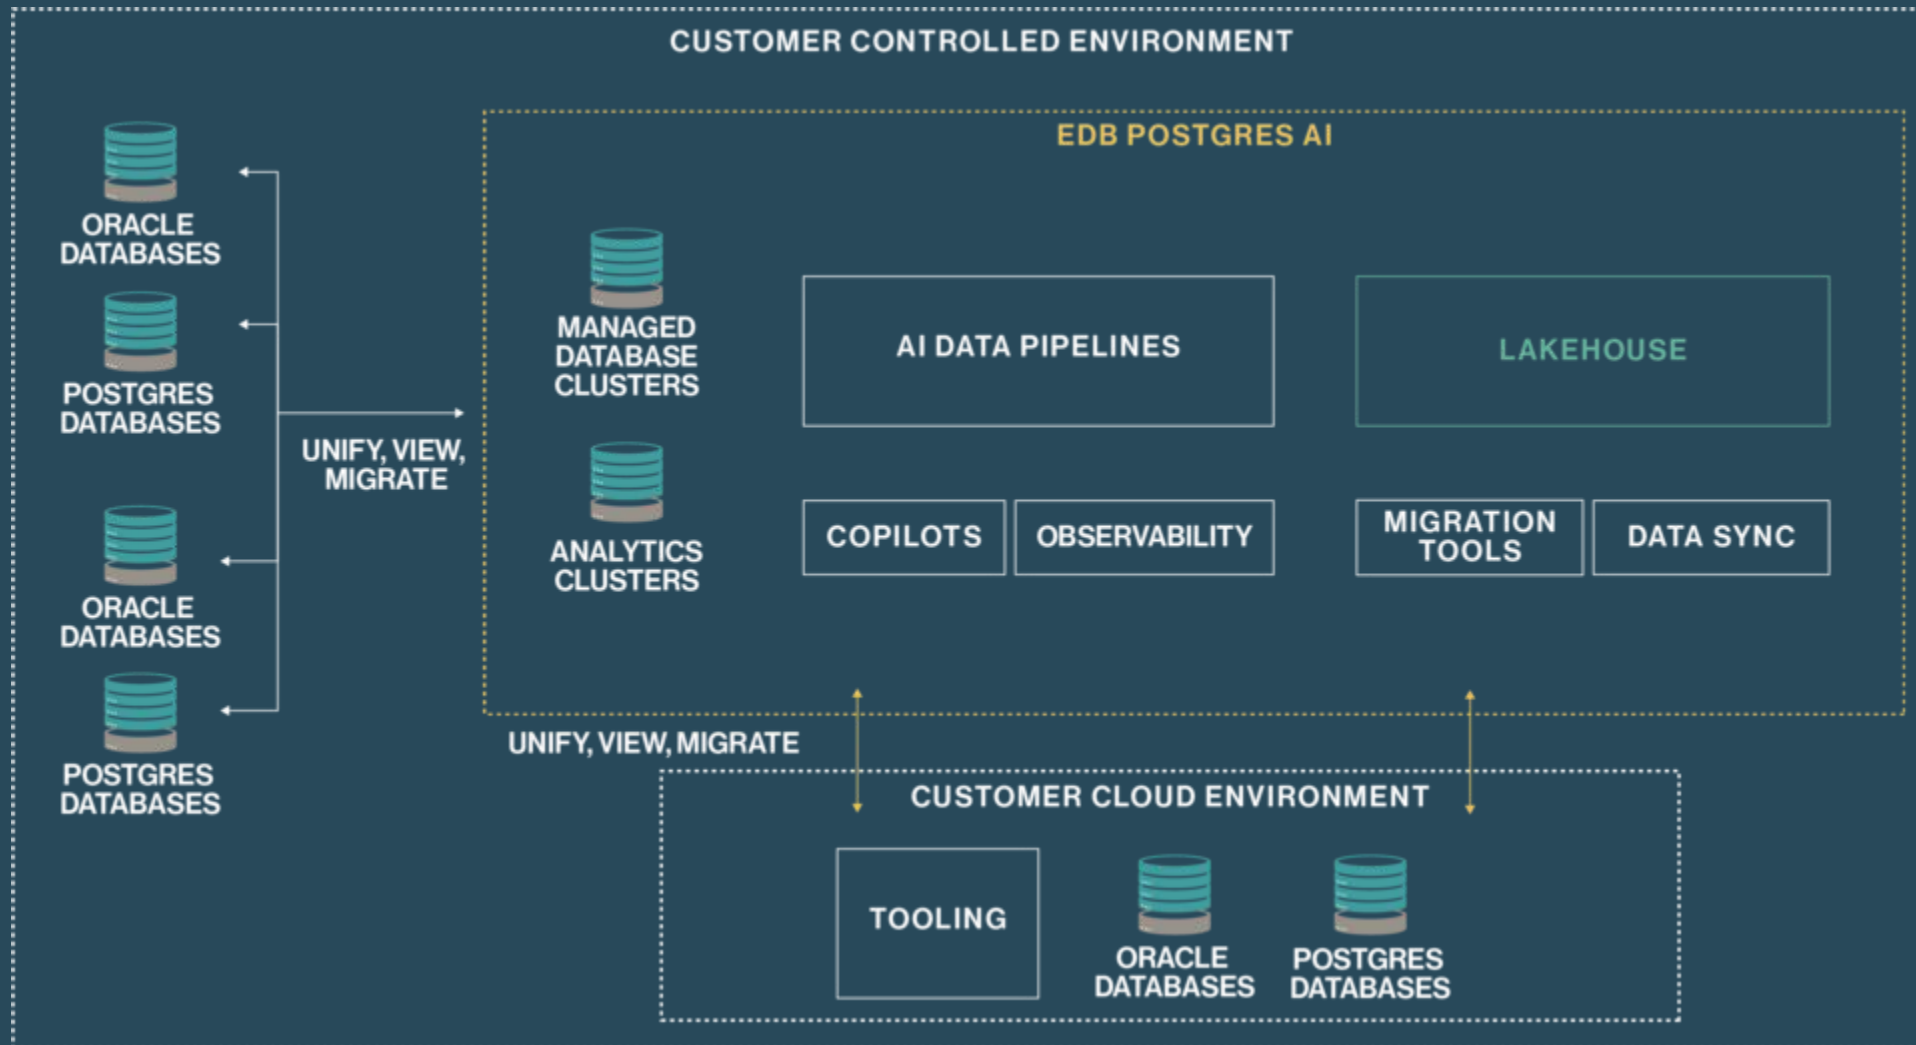 CUSTOMER CONTROLLED ENVIRONMENT
EDB POSTGRES AI
ORACLE
DATABASES
POSTGRES
DATABASES
ORACLE
DATABASES
POSTGRES
DATABASES
UNIFY, VIEW,
MIGRATE
MANAGED
DATABASE
CLUSTERS
ANALYTICS
CLUSTERS
AI DATA PIPELINES
LAKEHOUSE
COPILOTS
OBSERVABILITY
MIGRATION
TOOLS
DATA SYNC
UNIFY, VIEW, MIGRATE
CUSTOMER CLOUD ENVIRONMENT
TOOLING
ORACLE
DATABASES
POSTGRES
DATABASES